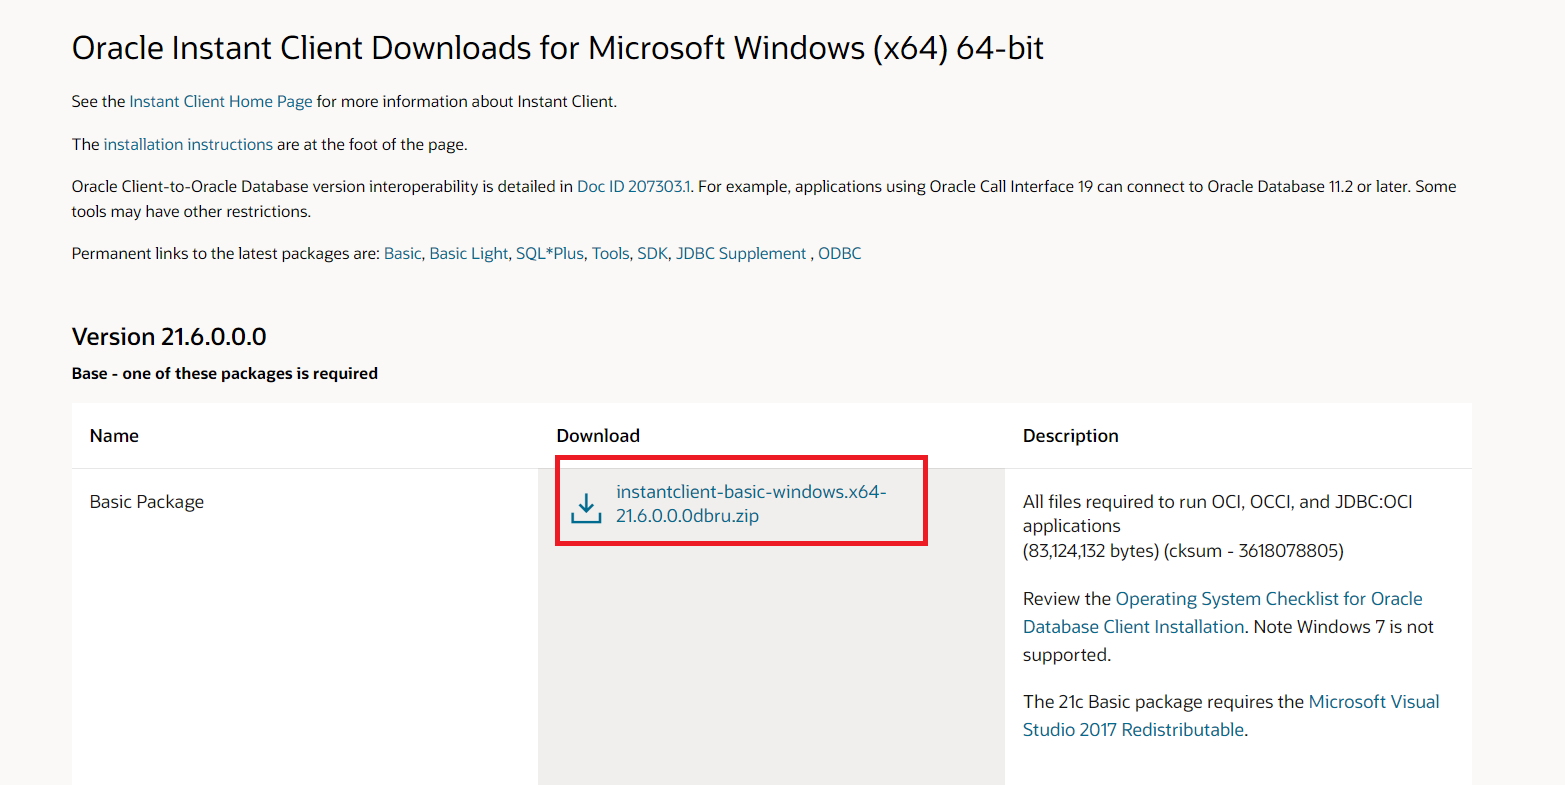 Oracle Instant Client Downloads for Microsoft Windows (x64) 64-bit
See the Instant Client Home Page for more information about Instant Client.
The installation instructions are at the foot of the page.
Oracle Client-to-Oracle Database version interoperability is detailed in Doc ID 207303.1. For example, applications using Oracle Call Interface 19 can connect to Oracle Database 11.2 or later. Some
tools may have other restrictions.
Permanent links to the latest packages are: Basic, Basic Light, SQL*Plus, Tools, SDK, JDBC Supplement , ODBC
Version 21.6.0.0.0
Base - one of these packages is required
Name Download Description
Basic Package
instantclient-basic-windows.x64-
21.6.0.0.0dbru.zip
All files required to run OCI, OCCI, and JDBC:OCI
applications
(83,124,132 bytes) (cksum - 3618078805)
Review the Operating System Checklist for Oracle
Database Client Installation. Note Windows 7 is not
supported.
The 21c Basic package requires the Microsoft Visual
Studio 2017 Redistributable.